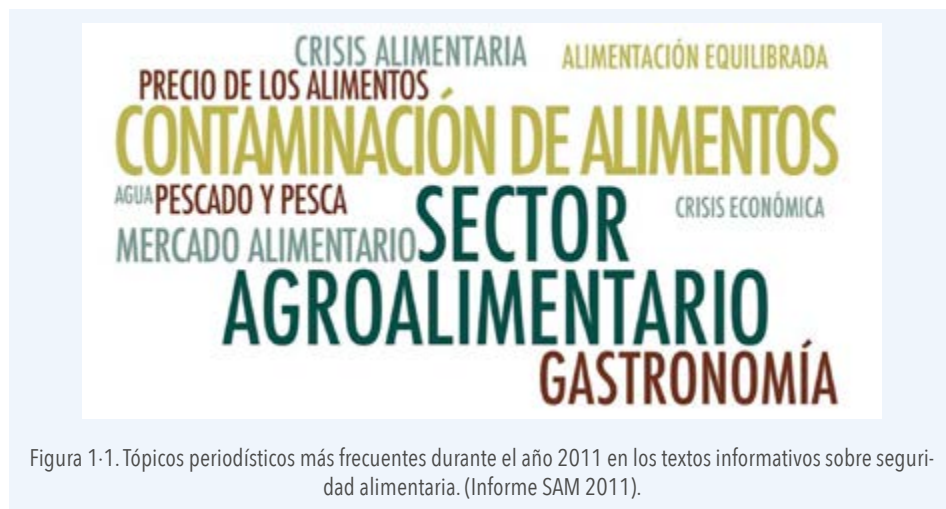 CRISIS ALIMENTARIA
ALIMENTACIÓN EQUILIBRADA
PRECIO DE LOS ALIMENTOS
CONTAMINACIÓN DE ALIMENTOS
AGUA PESCADO Y PESCA
CRISIS ECONÓMICA
MERCADO ALIMENTARIO
SECTOR
AGROALIMENTARIO
GASTRONOMÍA
Figura 1·1. Tópicos periodísticos más frecuentes durante el año 2011 en los textos informativos sobre seguri-
dad alimentaria. (Informe SAM 2011).